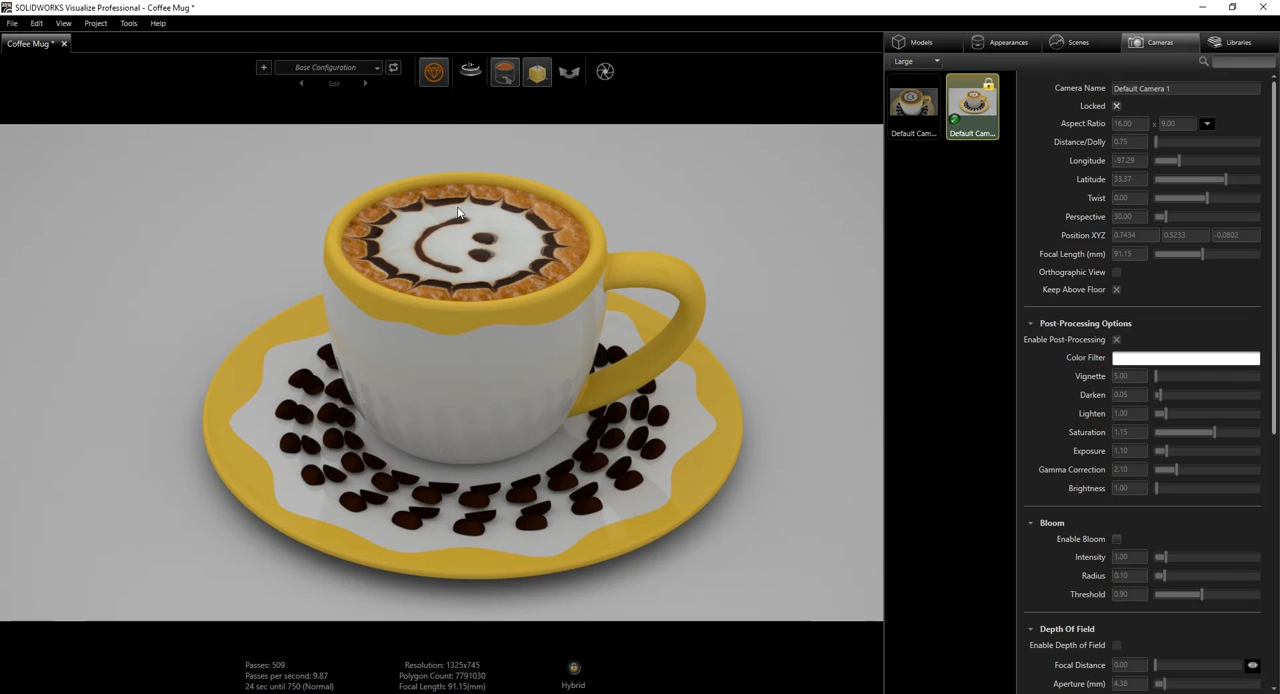 SOLIDWORKS Visualize Professional - Coffee Mug *
File Edit View Project Tools Help
Coffee Mug *
Base Configuration
Edit
Models Appearances Scenes Cameras Libraries
Large
Default Cam... Default Cam...
Camera Name Default Camera 1
Locked
Aspect Ratio 16.00 x 9.00
Distance/Dolly 0.75
Longitude -97.29
Latitude 33.37
Twist 0.00
Perspective 30.00
Position XYZ 0.7434 0.5233 -0.0802
Focal Length (mm) 91.15
Orthographic View
Keep Above Floor
Post-Processing Options
Enable Post-Processing
Color Filter
Vignette 5.00
Darken 0.05
Lighten 1.00
Saturation 1.15
Exposure 1.10
Gamma Correction 2.10
Brightness 1.00
Bloom
Enable Bloom
Intensity 1.00
Radius 0.10
Threshold 0.90
Depth Of Field
Enable Depth of Field
Focal Distance 0.00
Aperture (mm) 4.38
Passes: 509
Passes per second: 9.87
24 sec until 750 (Normal)
Resolution: 1325x745
Polygon Count: 7791030
Focal Length: 91.15(mm)
Hybrid